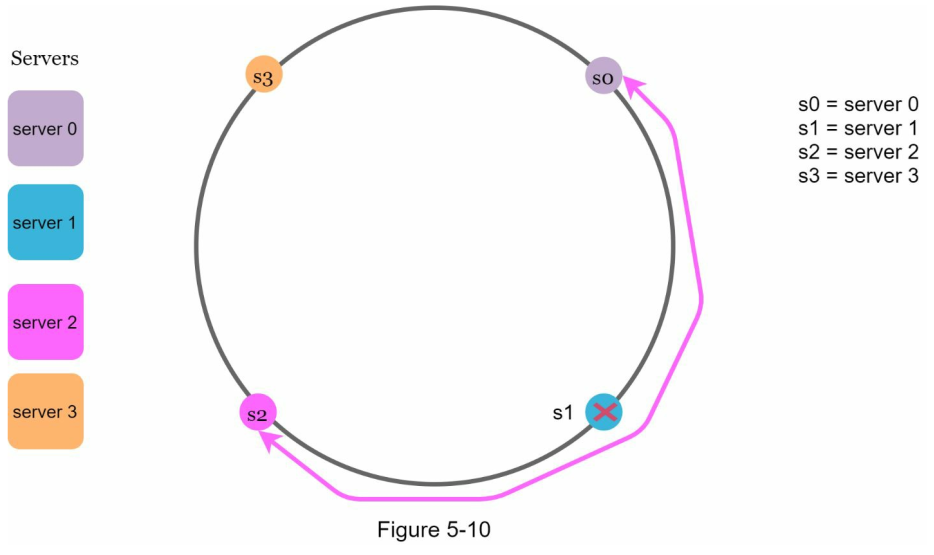 Servers
server 0
server 1
server 2
server 3
s3
s0
s1
s2
s0 = server 0
s1 = server 1
s2 = server 2
s3 = server 3
Figure 5-10